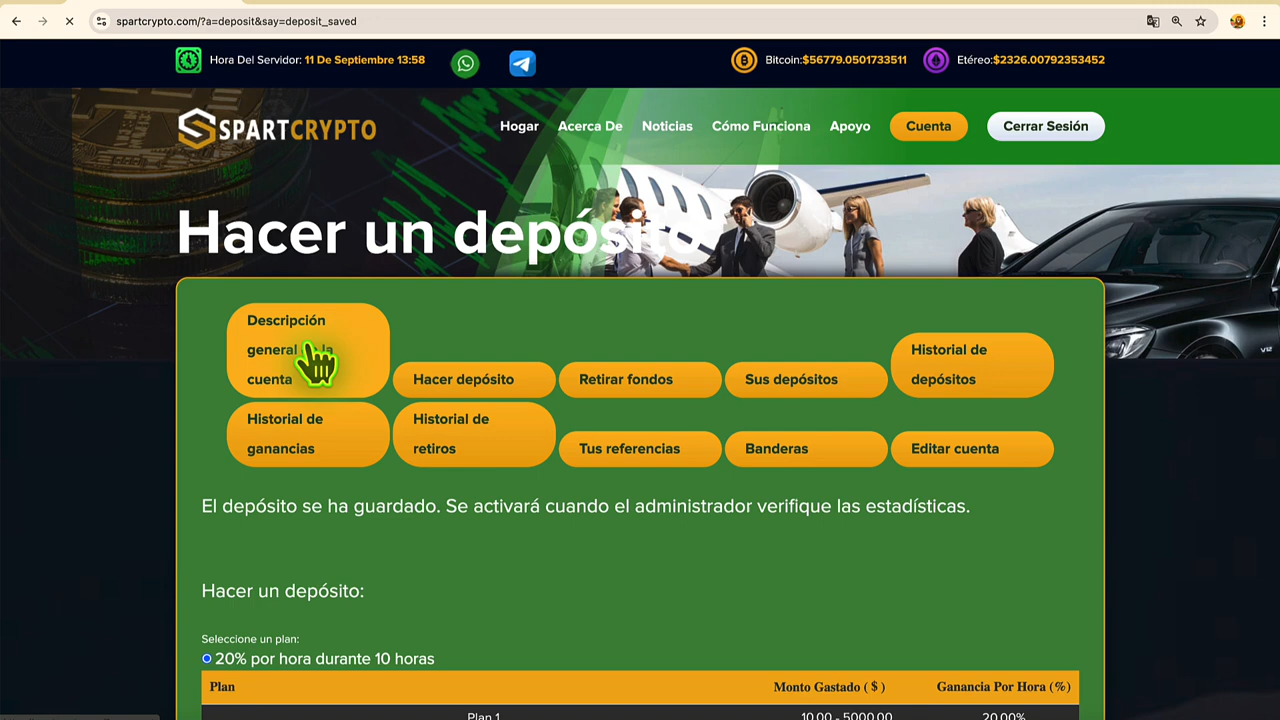 spartcrypto.com/?a=deposit&say=deposit_saved
Hora Del Servidor: 11 De Septiembre 13:58
Bitcoin:$56779.0501733511
Etéreo:$2326.00792353452
SPARTCRYPTO
Hogar
Acerca De
Noticias
Cómo Funciona
Apoyo
Cuenta
Cerrar Sesión
Hacer un depósito
Descripción
general la
cuenta
Hacer depósito
Retirar fondos
Sus depósitos
Historial de
depósitos
Historial de
ganancias
Historial de
retiros
Tus referencias
Banderas
Editar cuenta
El depósito se ha guardado. Se activará cuando el administrador verifique las estadísticas.
Hacer un depósito:
Seleccione un plan:
20% por hora durante 10 horas
Plan
Monto Gastado ( $ )
Ganancia Por Hora (%)
Plan 1
10.00 - 5000.00
20.00%